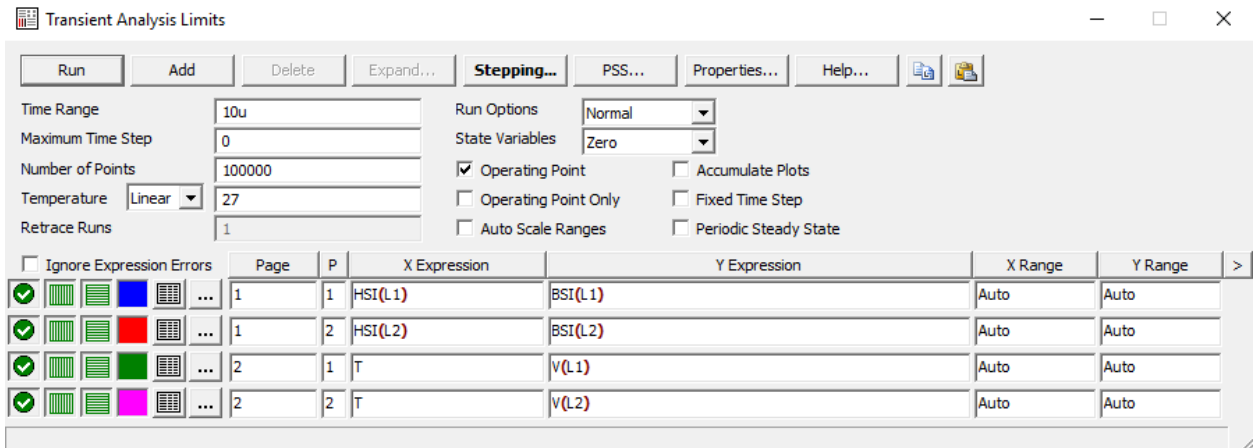 Transient Analysis Limits
Run Add Delete Expand... Stepping... PSS... Properties... Help...
Time Range 10u Run Options Normal
Maximum Time Step 0 State Variables Zero
Number of Points 100000 Operating Point Accumulate Plots
Temperature Linear 27 Operating Point Only Fixed Time Step
Retrace Runs 1 Auto Scale Ranges Periodic Steady State
Ignore Expression Errors Page P X Expression Y Expression X Range Y Range >
... 1 1 HSI(L1) BSI(L1) Auto Auto
... 1 2 HSI(L2) BSI(L2) Auto Auto
... 2 1 T V(L1) Auto Auto
... 2 2 T V(L2) Auto Auto